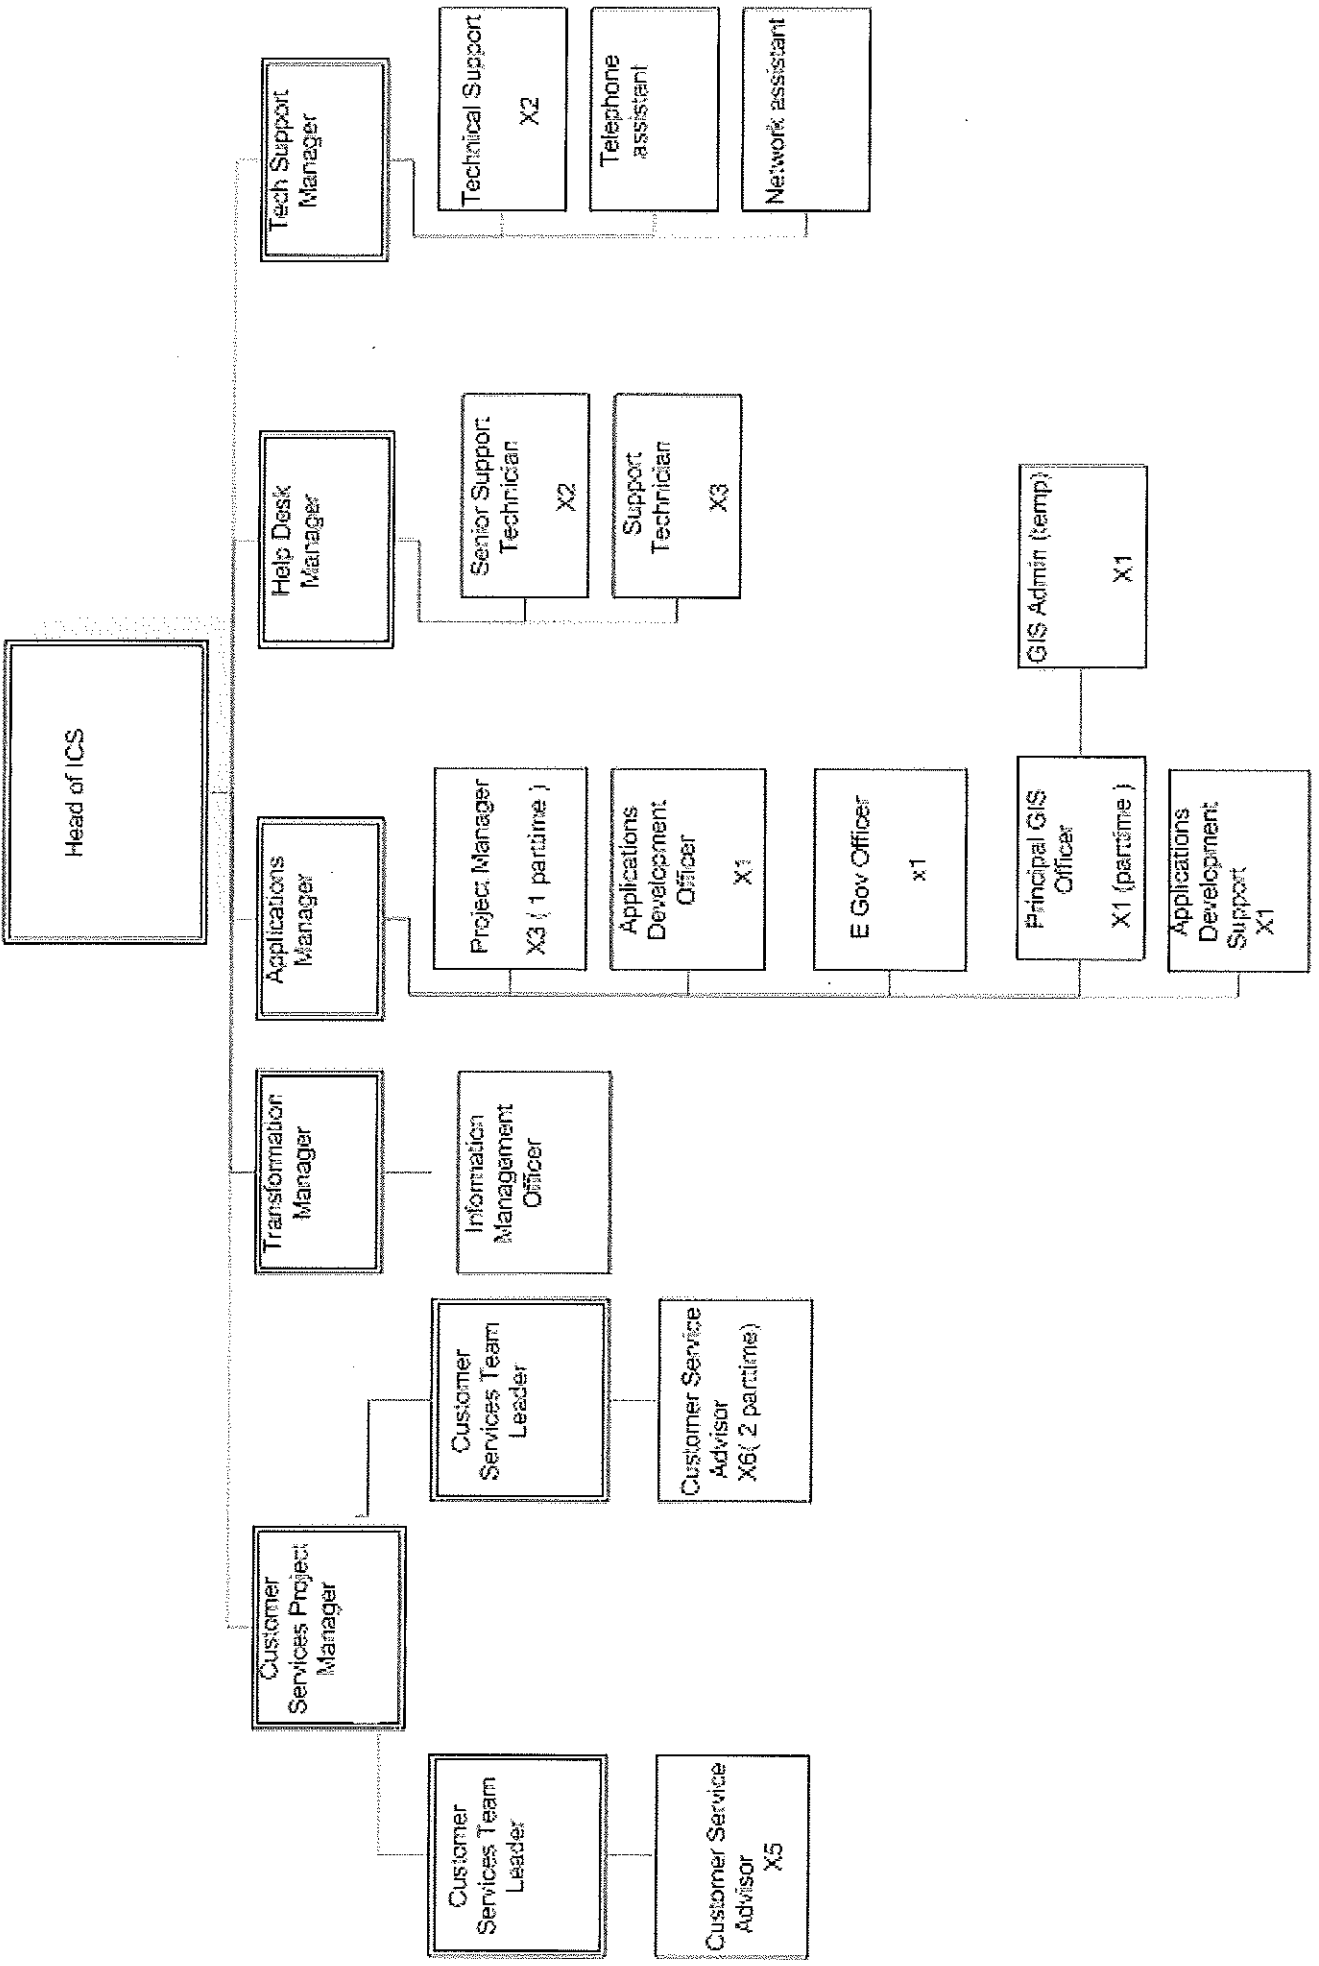 Head of ICS
Customer
Services Project
Manager
Transformation
Manager
Applications
Manager
Help Desk
Manager
Tech Support
Manager
Customer
Services Team
Leader
Customer Service
Advisor
X5
Customer
Services Team
Leader
Customer Service
Advisor
X6( 2 parttime)
Information
Management
Officer
Project Manager
X3 ( 1 parttime )
Applications
Development
Officer
X1
E Gov Officer
x1
Principal GIS
Officer
X1 (parttime )
GIS Admin (temp)
X1
Applications
Development
Support
X1
Senior Support
Technician
X2
Support
Technician
X3
Technical Support
X2
Telephone
assistant
Network assistant